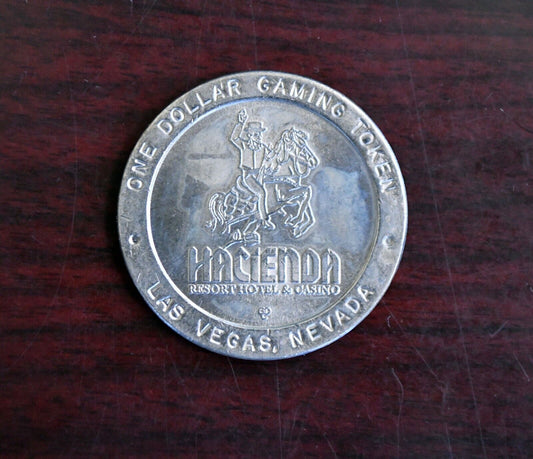 ONE DOLLAR GAMING TOKEN
HACIENDA
RESORT HOTEL & CASINO
LAS VEGAS, NEVADA